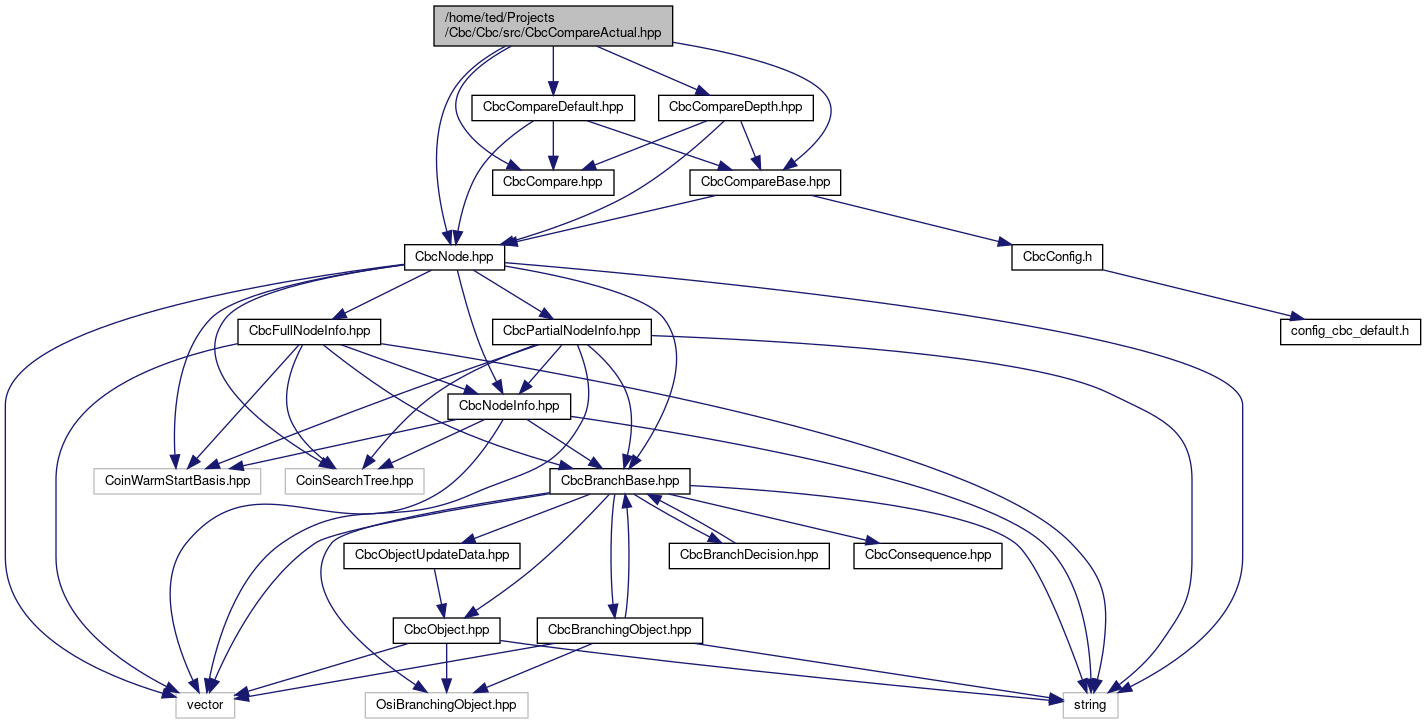 /home/ted/Projects
/Cbc/Cbc/src/CbcCompareActual.hpp
CbcCompareDefault.hpp
CbcCompareDepth.hpp
CbcCompare.hpp
CbcCompareBase.hpp
CbcNode.hpp
CbcConfig.h
CbcFullNodeInfo.hpp
CbcPartialNodeInfo.hpp
config_cbc_default.h
CbcNodeInfo.hpp
CoinWarmStartBasis.hpp
CoinSearchTree.hpp
CbcBranchBase.hpp
CbcObjectUpdateData.hpp
CbcBranchDecision.hpp
CbcConsequence.hpp
CbcObject.hpp
CbcBranchingObject.hpp
vector
OsiBranchingObject.hpp
string